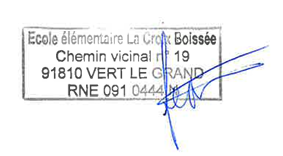 Ecole élémentaire La Croix Boissée
Chemin vicinal n° 19
91810 VERT LE GRAND
RNE 091 0444 N